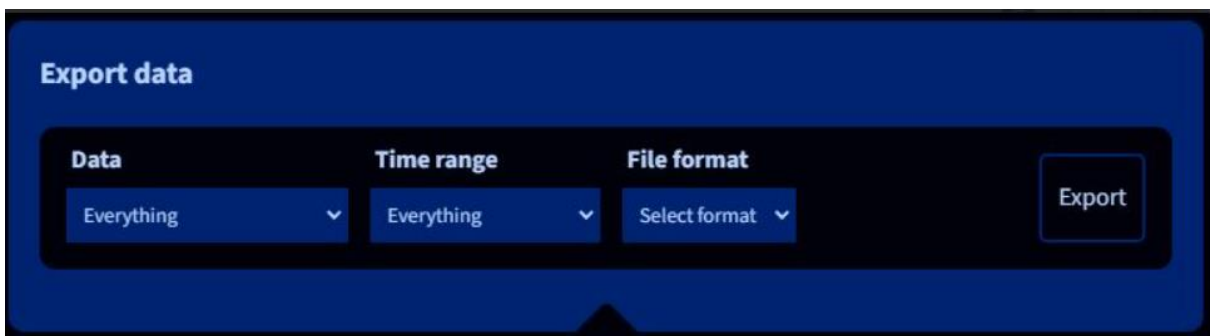 Export data
Data
Time range
File format
Everything
Everything
Select format
Export